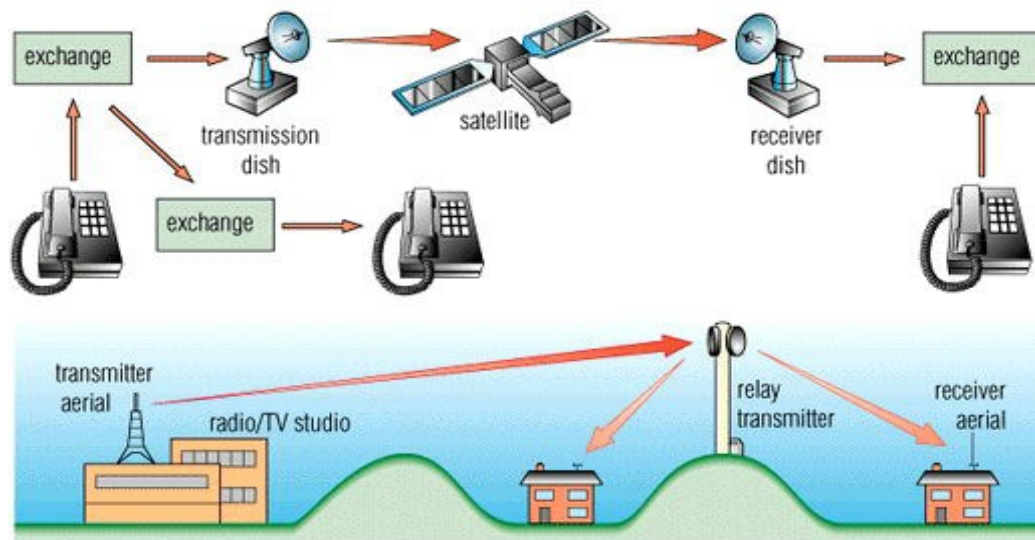 exchange
transmission
dish
satellite
receiver
dish
exchange
exchange
transmitter
aerial
radio/TV studio
relay
transmitter
receiver
aerial